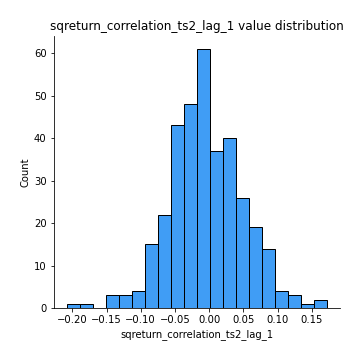 sqreturn_correlation_ts2_lag_1 value distribution
60
50
40
30
20
10
0
Count
−0.20 −0.15 −0.10 −0.05 0.00 0.05 0.10 0.15
sqreturn_correlation_ts2_lag_1